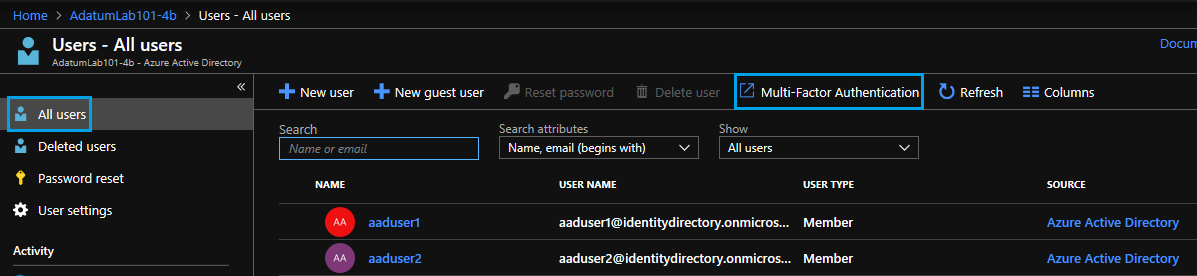 Home > AdatumLab101-4b > Users - All users
Users - All users
AdatumLab101-4b - Azure Active Directory
Docum
«
All users
Deleted users
Password reset
User settings
Activity
New user New guest user Reset password Delete user Multi-Factor Authentication Refresh Columns
Search Search attributes Show
Name or email Name, email (begins with) All users
NAME USER NAME USER TYPE SOURCE
AA aaduser1 aaduser1@identitydirectory.onmicros... Member Azure Active Directory
AA aaduser2 aaduser2@identitydirectory.onmicros... Member Azure Active Directory